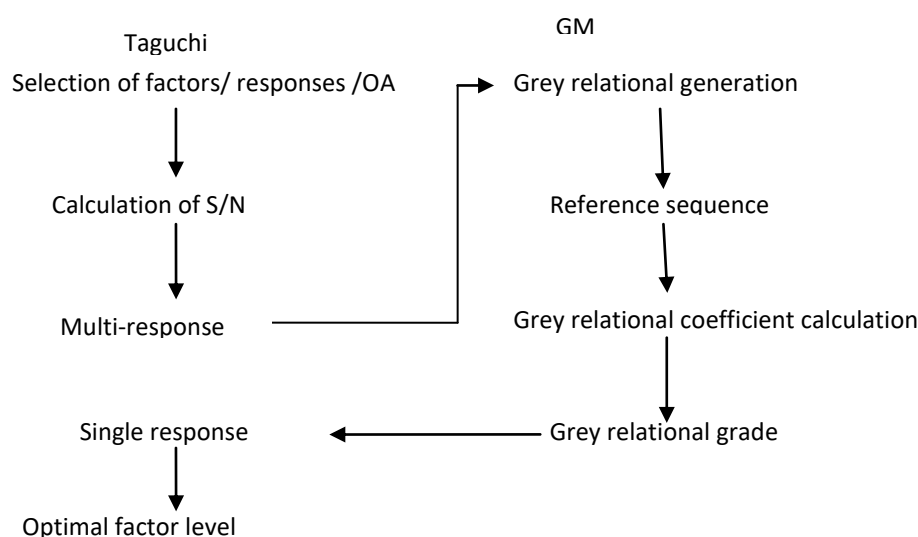 Taguchi
Selection of factors/ responses /OA
Calculation of S/N
Multi-response
Single response
Optimal factor level
GM
Grey relational generation
Reference sequence
Grey relational coefficient calculation
Grey relational grade